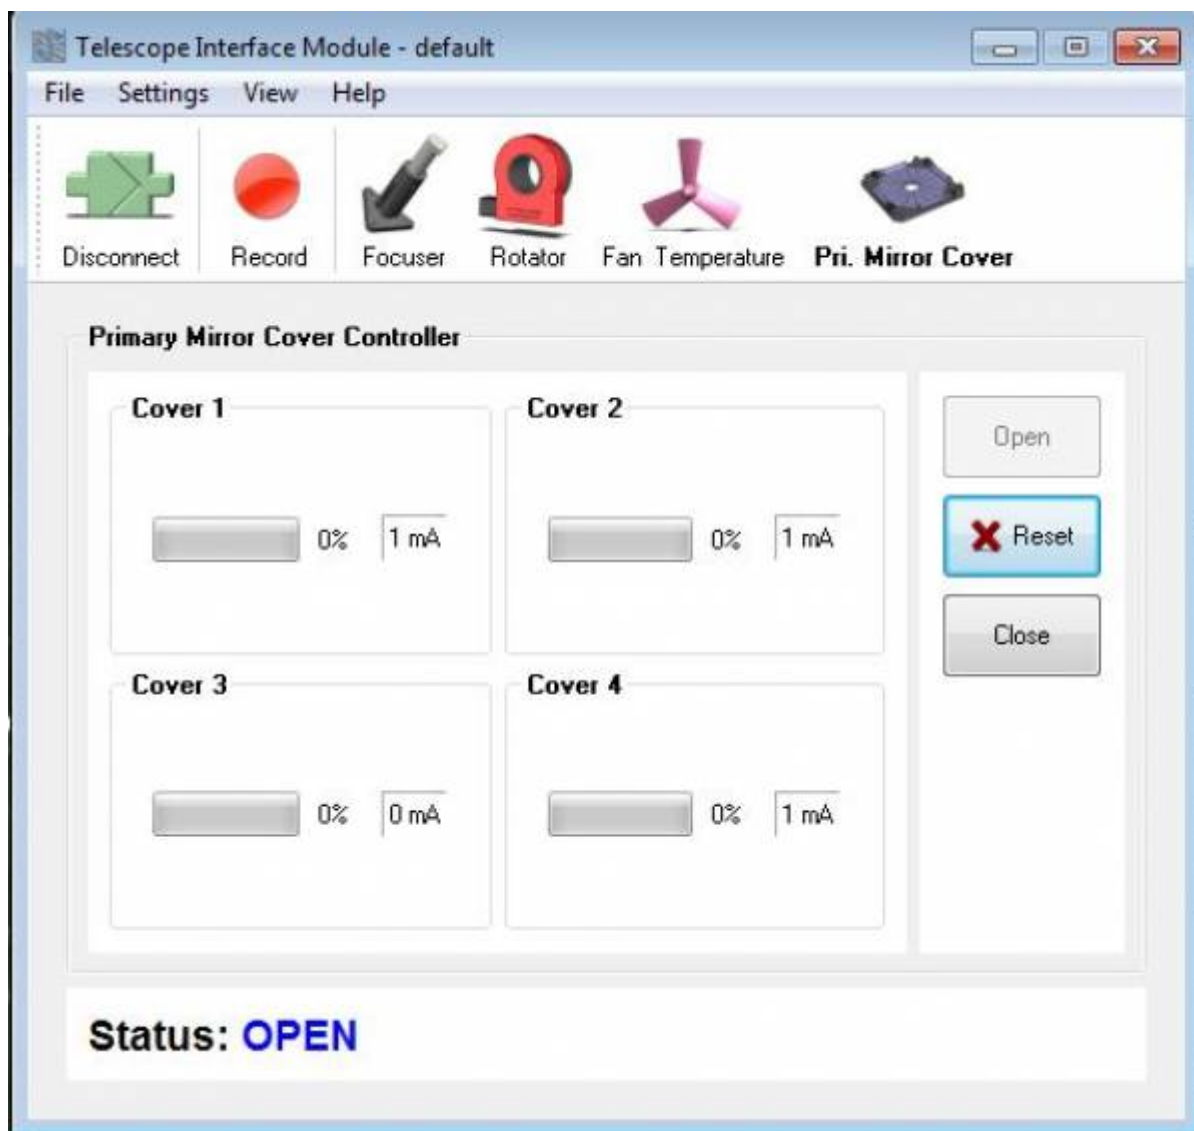 Telescope Interface Module - default
File Settings View Help
Disconnect Record Focuser Rotator Fan Temperature Pri. Mirror Cover
Primary Mirror Cover Controller
Cover 1
0% 1 mA
Cover 2
0% 1 mA
Cover 3
0% 0 mA
Cover 4
0% 1 mA
Open
Reset
Close
Status: OPEN